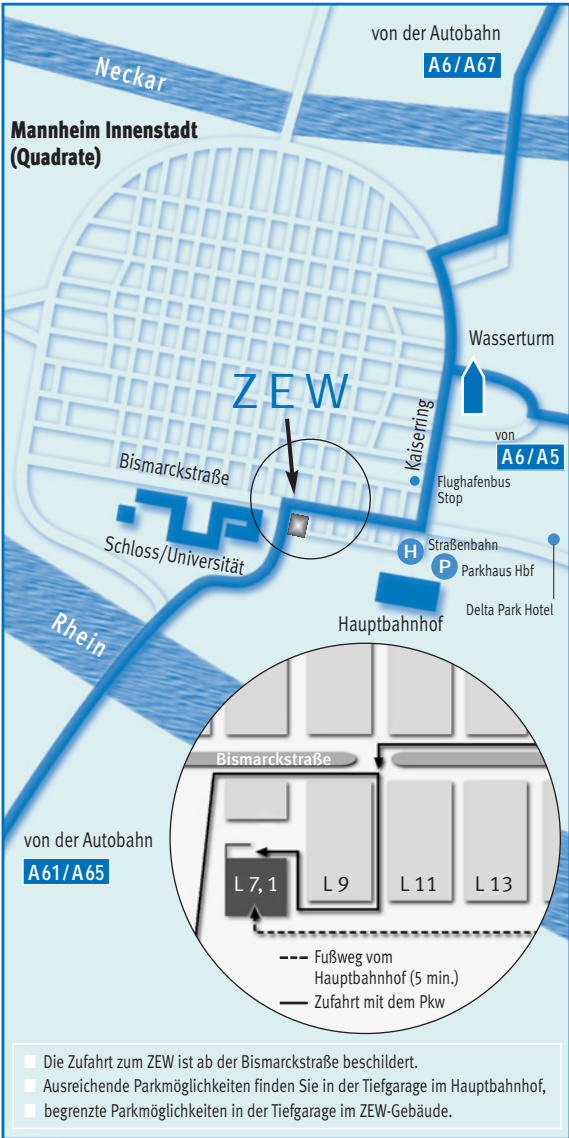 von der Autobahn
A6/A67
Neckar
Mannheim Innenstadt
(Quadrate)
Wasserturm
ZEW
Kaiserring
von
A6/A5
Bismarckstraße
Flughafenbus
Stop
Schloss/Universität
H Straßenbahn
P Parkhaus Hbf
Delta Park Hotel
Hauptbahnhof
Rhein
Bismarckstraße
von der Autobahn
A61/A65
L 7, 1
L 9
L 11
L 13
Fußweg vom
Hauptbahnhof (5 min.)
Zufahrt mit dem Pkw
Die Zufahrt zum ZEW ist ab der Bismarckstraße beschildert.
Ausreichende Parkmöglichkeiten finden Sie in der Tiefgarage im Hauptbahnhof,
begrenzte Parkmöglichkeiten in der Tiefgarage im ZEW-Gebäude.